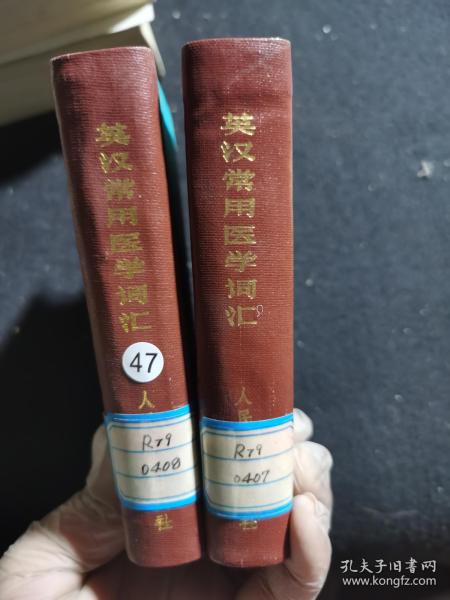 英汉常用医学词汇
47
人
R79
0408
社
英汉常用医学词汇
人民
R79
0407
社
孔夫子旧书网
www.kongfz.com